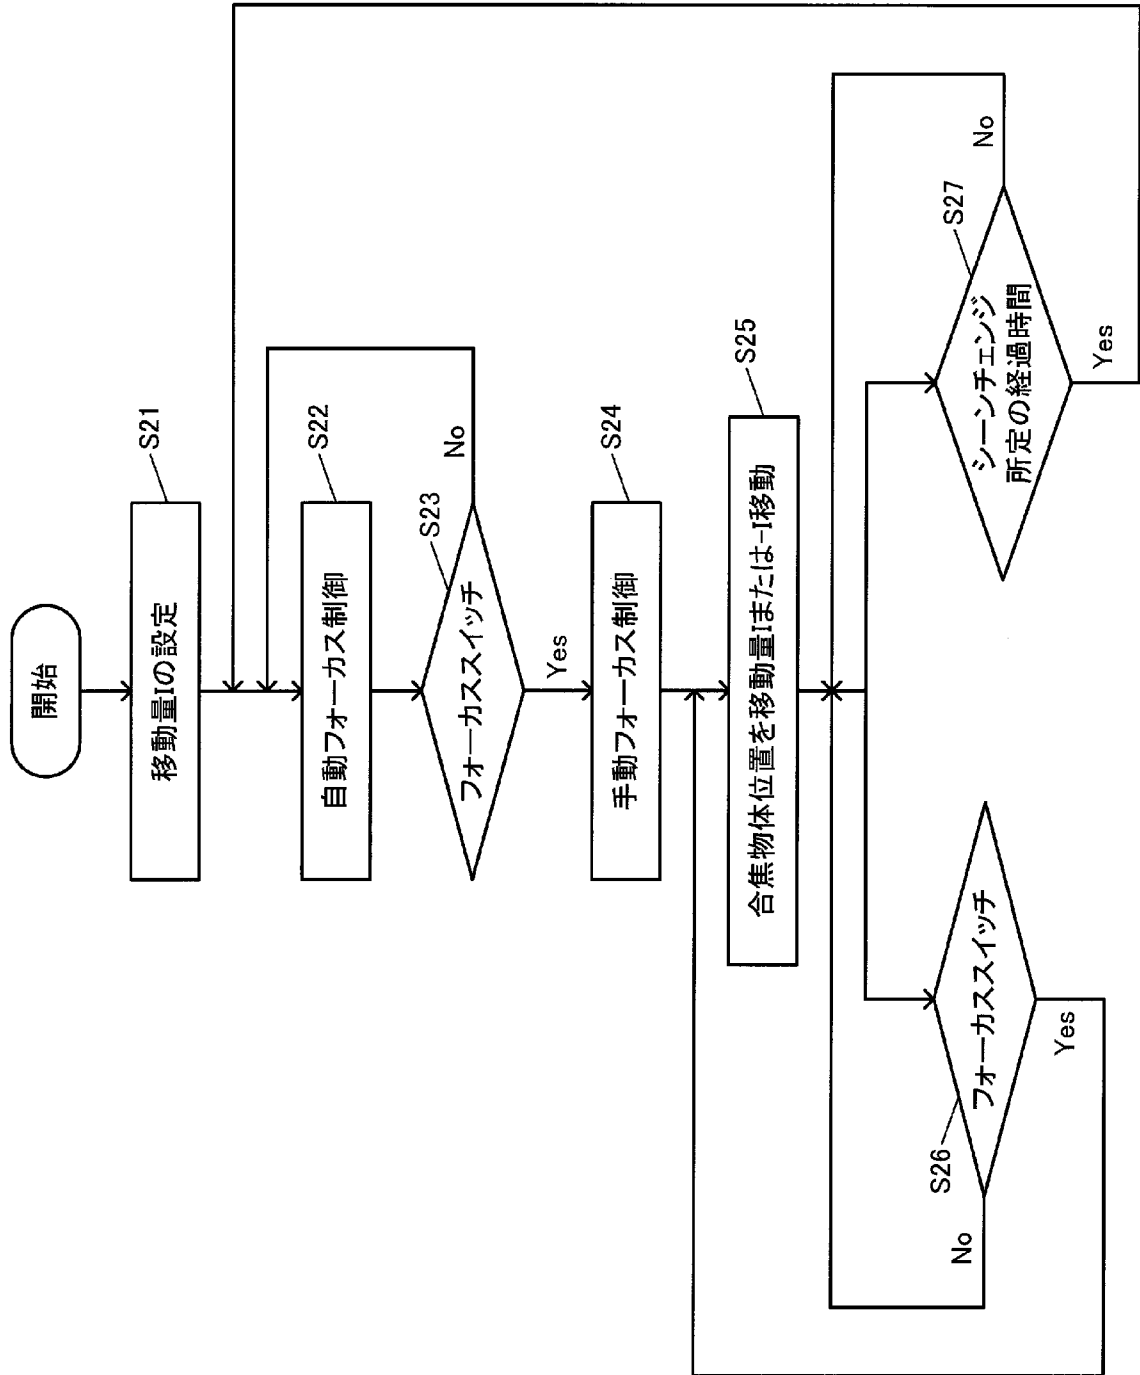 開始
移動量Iの設定
S21
自動フォーカス制御
S22
フォーカススイッチ
S23
No
Yes
手動フォーカス制御
S24
合焦物体位置を移動量Iまたは-I移動
S25
フォーカススイッチ
S26
No
Yes
シーンチェンジ
所定の経過時間
S27
No
Yes